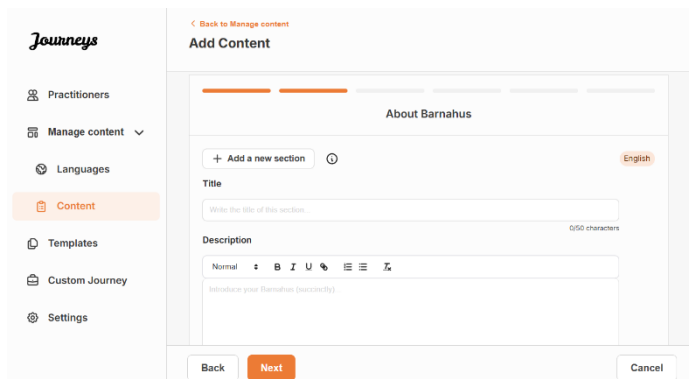 Journeys
Practitioners
Manage content
Languages
Content
Templates
Custom Journey
Settings
Back to Manage content
Add Content
About Barnahus
+ Add a new section
English
Title
Write the title of this section...
0/50 characters
Description
Normal B I U
Introduce your Barnahus (succinctly)...
Back Next Cancel